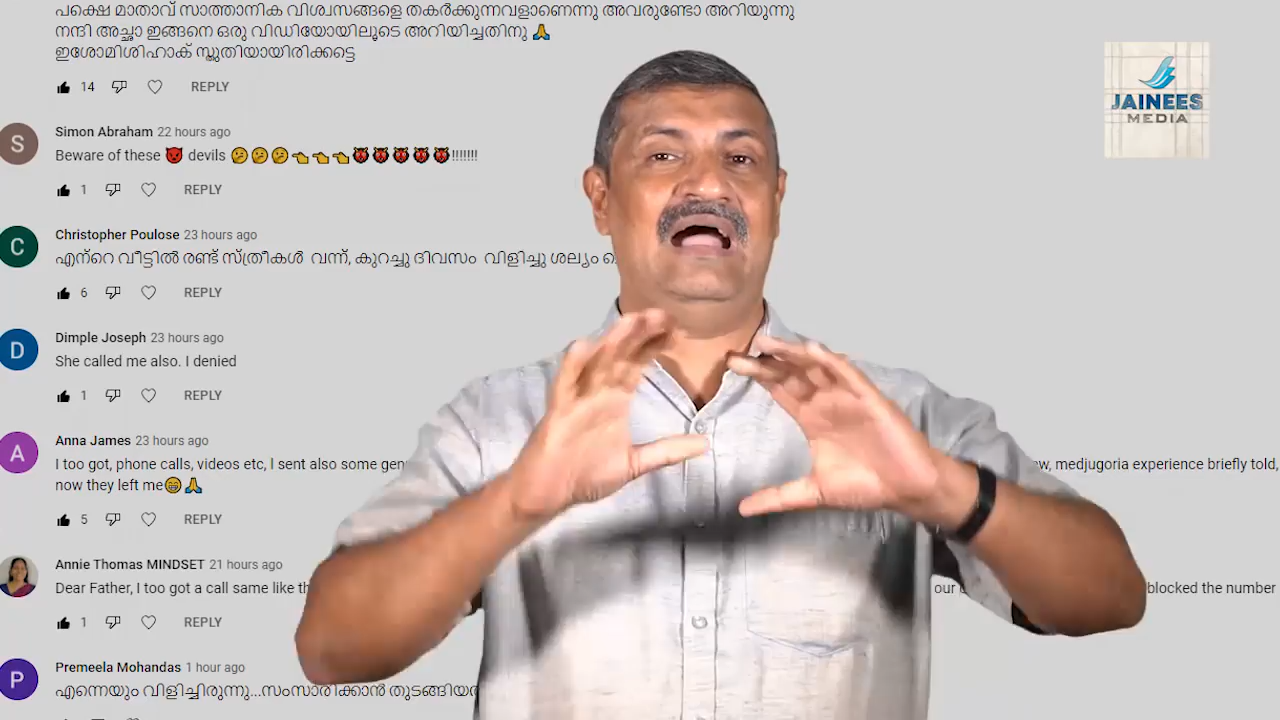 പക്ഷെ മാതാവ് സാത്താനിക വിശ്വസങ്ങളെ തകർക്കുന്നവളാണെന്നു അവരുണ്ടോ അറിയുന്നു
നന്ദി അച്ഛാ ഇങ്ങനെ ഒരു വിഡിയോയിലൂടെ അറിയിച്ചതിനു 🙏
ഇശോമിശിഹാക് സ്തുതിയായിരിക്കട്ടെ
14 REPLY
JAINEES
MEDIA
S
Simon Abraham 22 hours ago
Beware of these 👿 devils 🤔🤔🤔👈👈👈👹👹👹👹👹!!!!!!!
1 REPLY
C
Christopher Poulose 23 hours ago
എന്റെ വീട്ടിൽ രണ്ട് സ്ത്രീകൾ വന്ന്, കുറച്ചു ദിവസം വിളിച്ചു ശല്യം
6 REPLY
D
Dimple Joseph 23 hours ago
She called me also. I denied
1 REPLY
A
Anna James 23 hours ago
I too got, phone calls, videos etc, I sent also some medjugoria experience briefly told,
now they left me😁🙏
5 REPLY
Annie Thomas MINDSET 21 hours ago
Dear Father, I too got a call same like our blocked the number
1 REPLY
P
Premeela Mohandas 1 hour ago
എന്നെയും വിളിച്ചിരുന്നു...സംസാരിക്കാൻ